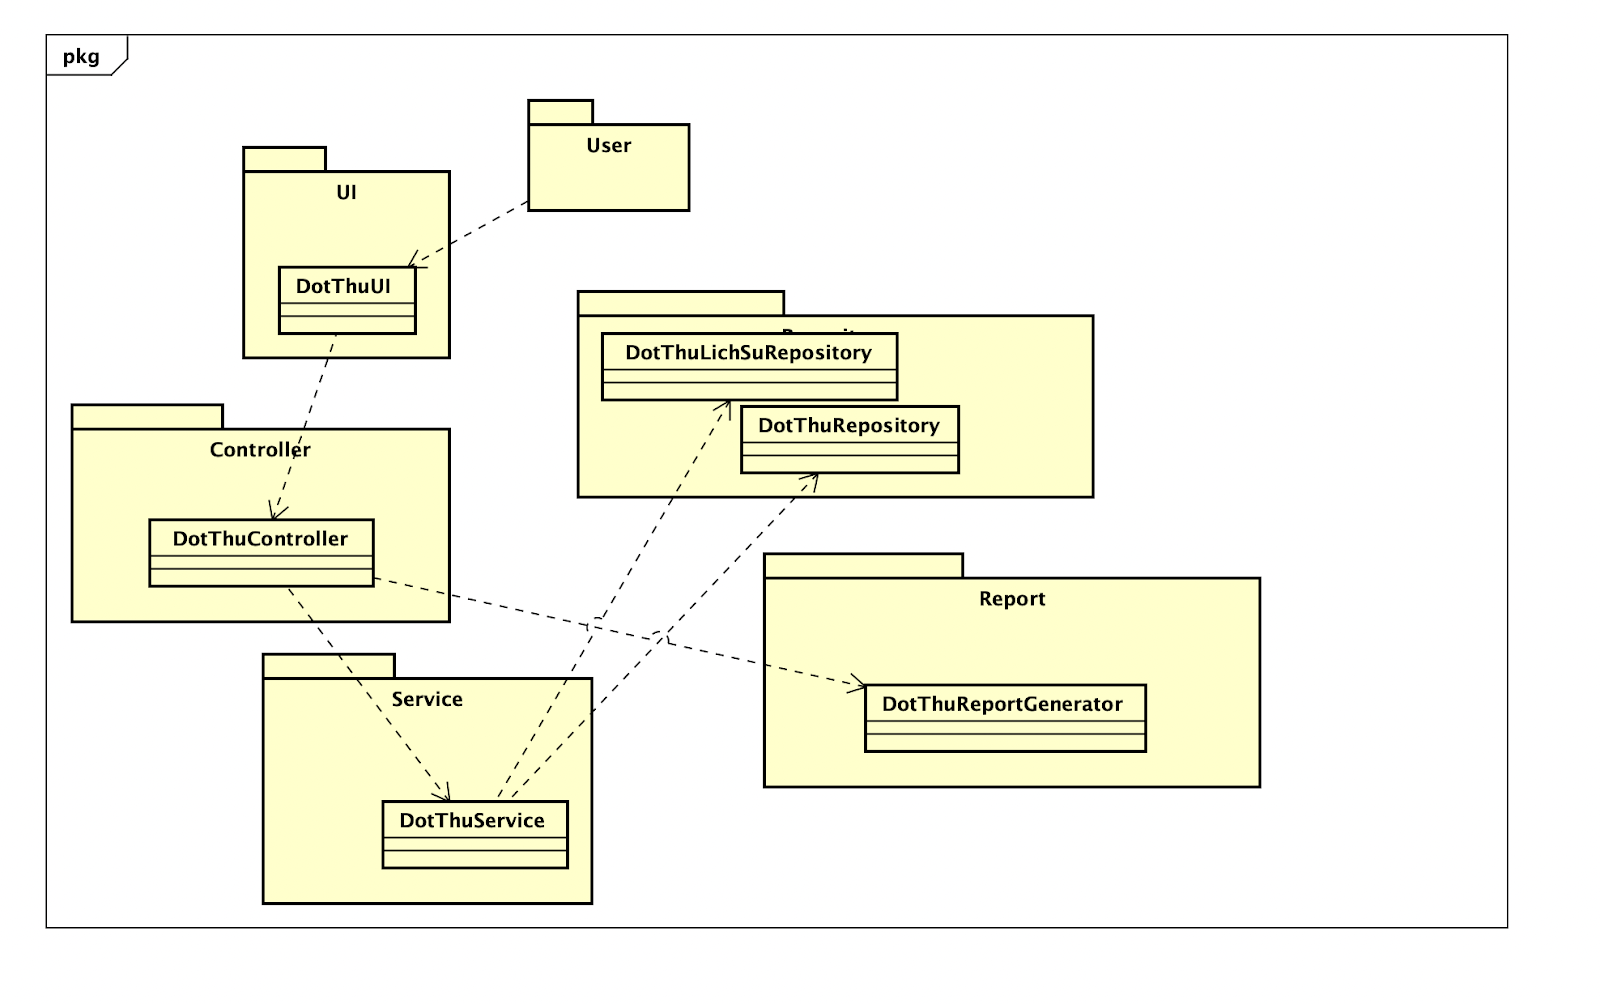 pkg
User
UI
DotThuUI
DotThuLichSuRepository
DotThuRepository
Controller
DotThuController
Report
DotThuReportGenerator
Service
DotThuService